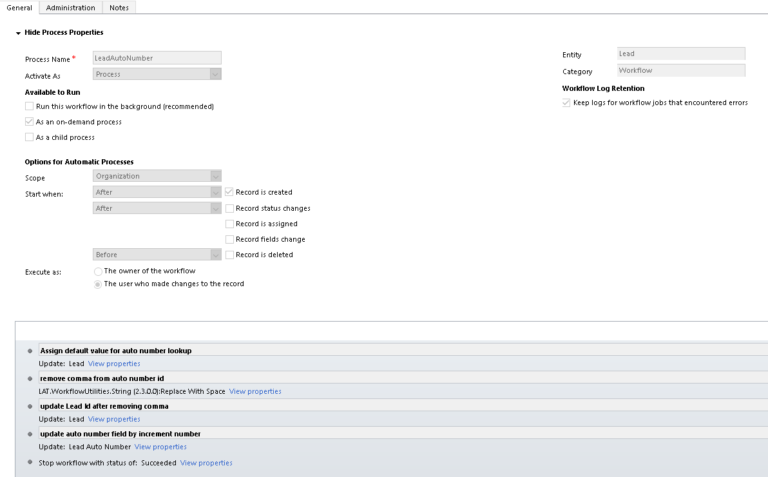 General Administration Notes
Hide Process Properties
Process Name * LeadAutoNumber
Entity Lead
Activate As Process
Category Workflow
Available to Run
Workflow Log Retention
Run this workflow in the background (recommended)
Keep logs for workflow jobs that encountered errors
As an on-demand process
As a child process
Options for Automatic Processes
Scope Organization
Start when: After Record is created
After Record status changes
Record is assigned
Record fields change
Before Record is deleted
Execute as: The owner of the workflow
The user who made changes to the record
Assign default value for auto number lookup
Update: Lead View properties
remove comma from auto number id
LAT.WorkflowUtilities.String (2.3.0.0):Replace With Space View properties
update Lead Id after removing comma
Update: Lead View properties
update auto number field by increment number
Update: Lead Auto Number View properties
Stop workflow with status of: Succeeded View properties